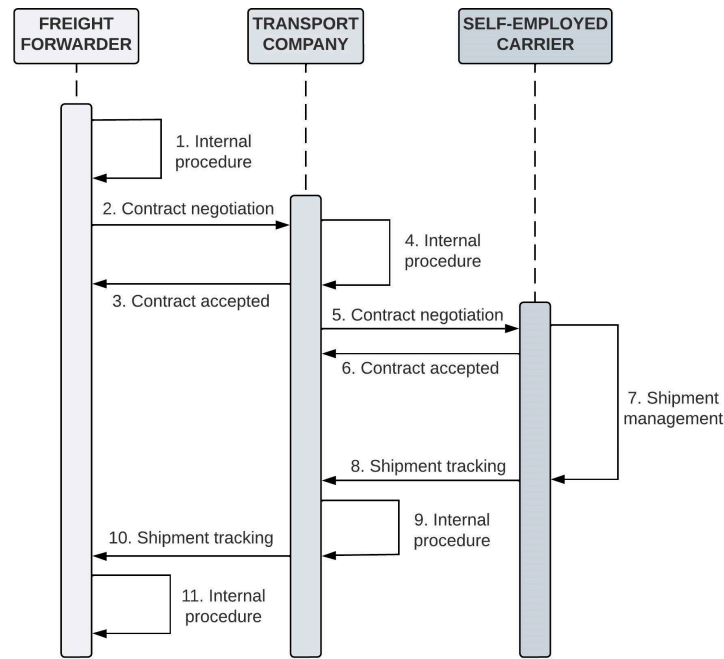 FREIGHT
FORWARDER
TRANSPORT
COMPANY
SELF-EMPLOYED
CARRIER
1. Internal
procedure
2. Contract negotiation
4. Internal
procedure
3. Contract accepted
5. Contract negotiation
6. Contract accepted
7. Shipment
management
8. Shipment tracking
9. Internal
procedure
10. Shipment tracking
11. Internal
procedure